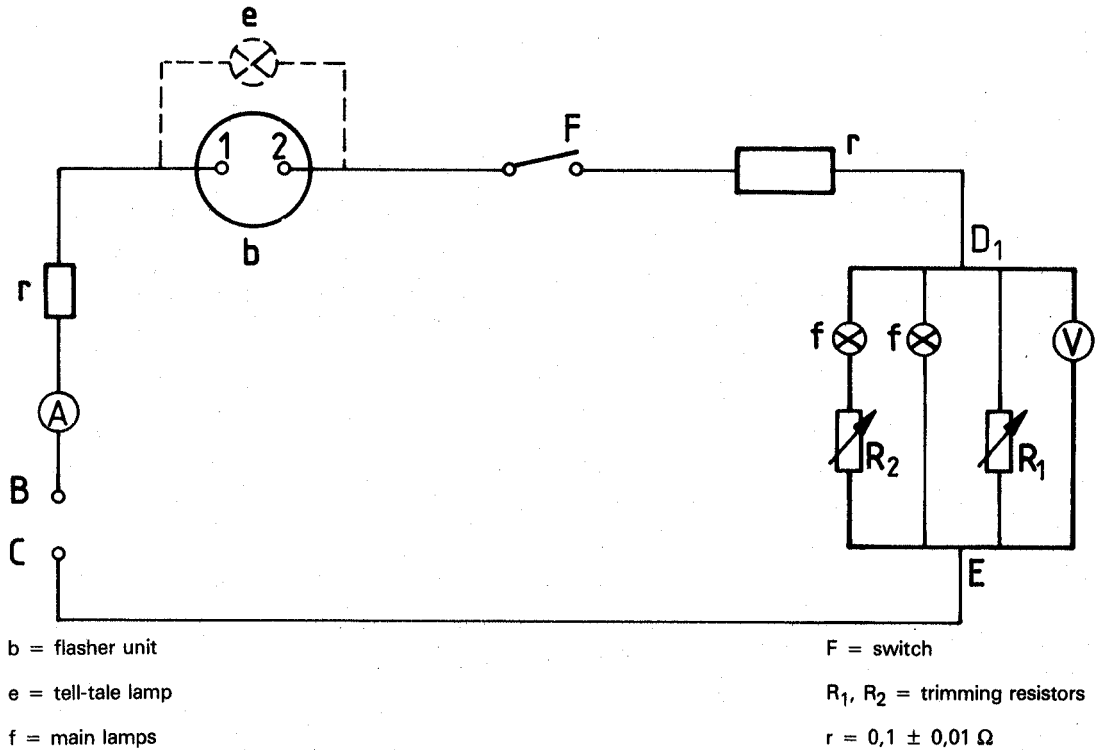 e
1 2
F
r
b
D₁
r
f f V
A
R₂ R₁
B
C
E
b = flasher unit
F = switch
e = tell-tale lamp
R₁, R₂ = trimming resistors
f = main lamps
r = 0,1 ± 0,01 Ω